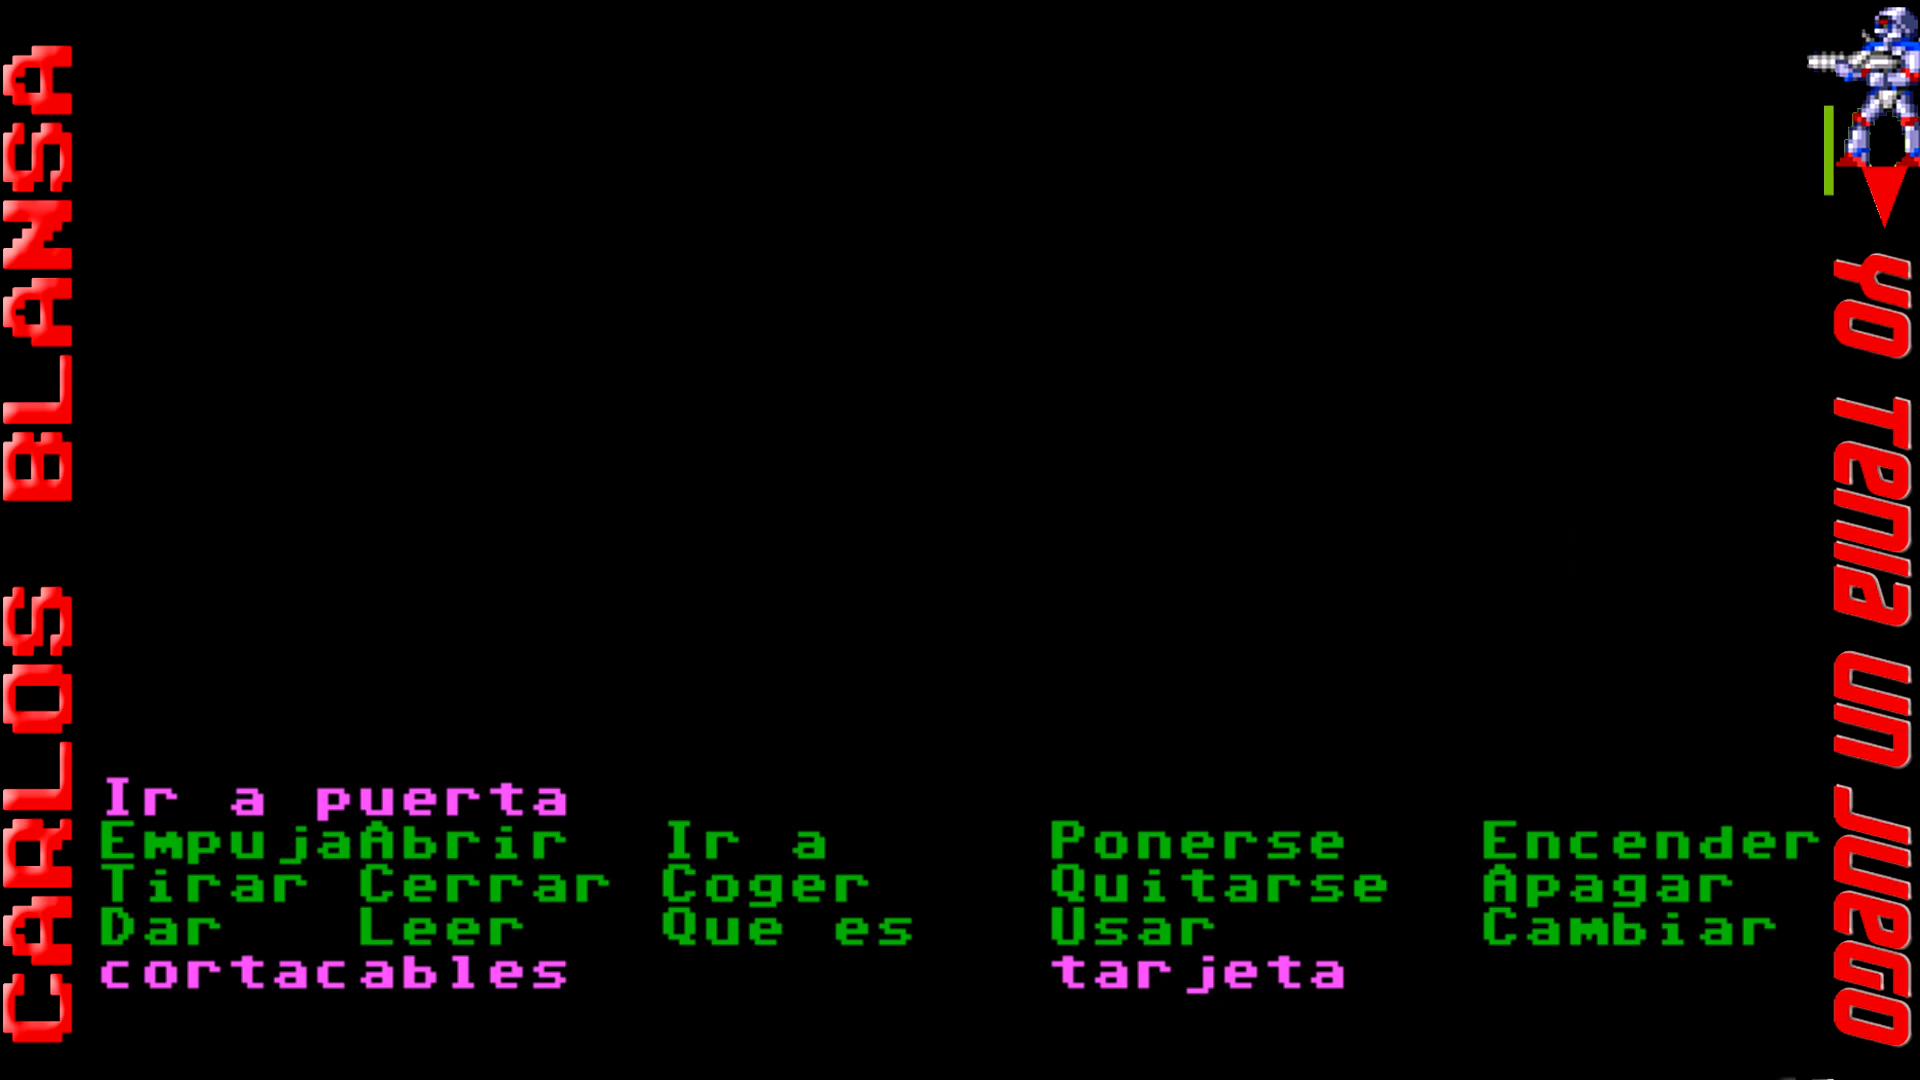 CARLOS BLANSA
YO TENIA UN JUEGO
Ir a puerta
EmpujaAbrir Ir a Ponerse Encender
Tirar Cerrar Coger Quitarse Apagar
Dar Leer Que es Usar Cambiar
cortacables tarjeta